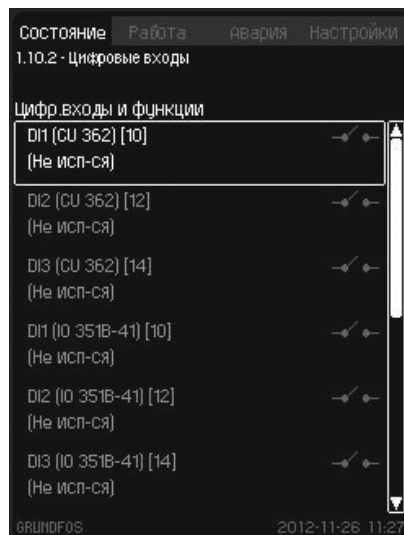 Состояние Работа Авария Настройки
1.10.2 - Цифровые входы
Цифр.входы и функции
DI1 (CU 362) [10]
(Не исп-ся)
DI2 (CU 362) [12]
(Не исп-ся)
DI3 (CU 362) [14]
(Не исп-ся)
DI1 (IO 351B-41) [10]
(Не исп-ся)
DI2 (IO 351B-41) [12]
(Не исп-ся)
DI3 (IO 351B-41) [14]
(Не исп-ся)
GRUNDFOS 2012-11-26 11:27